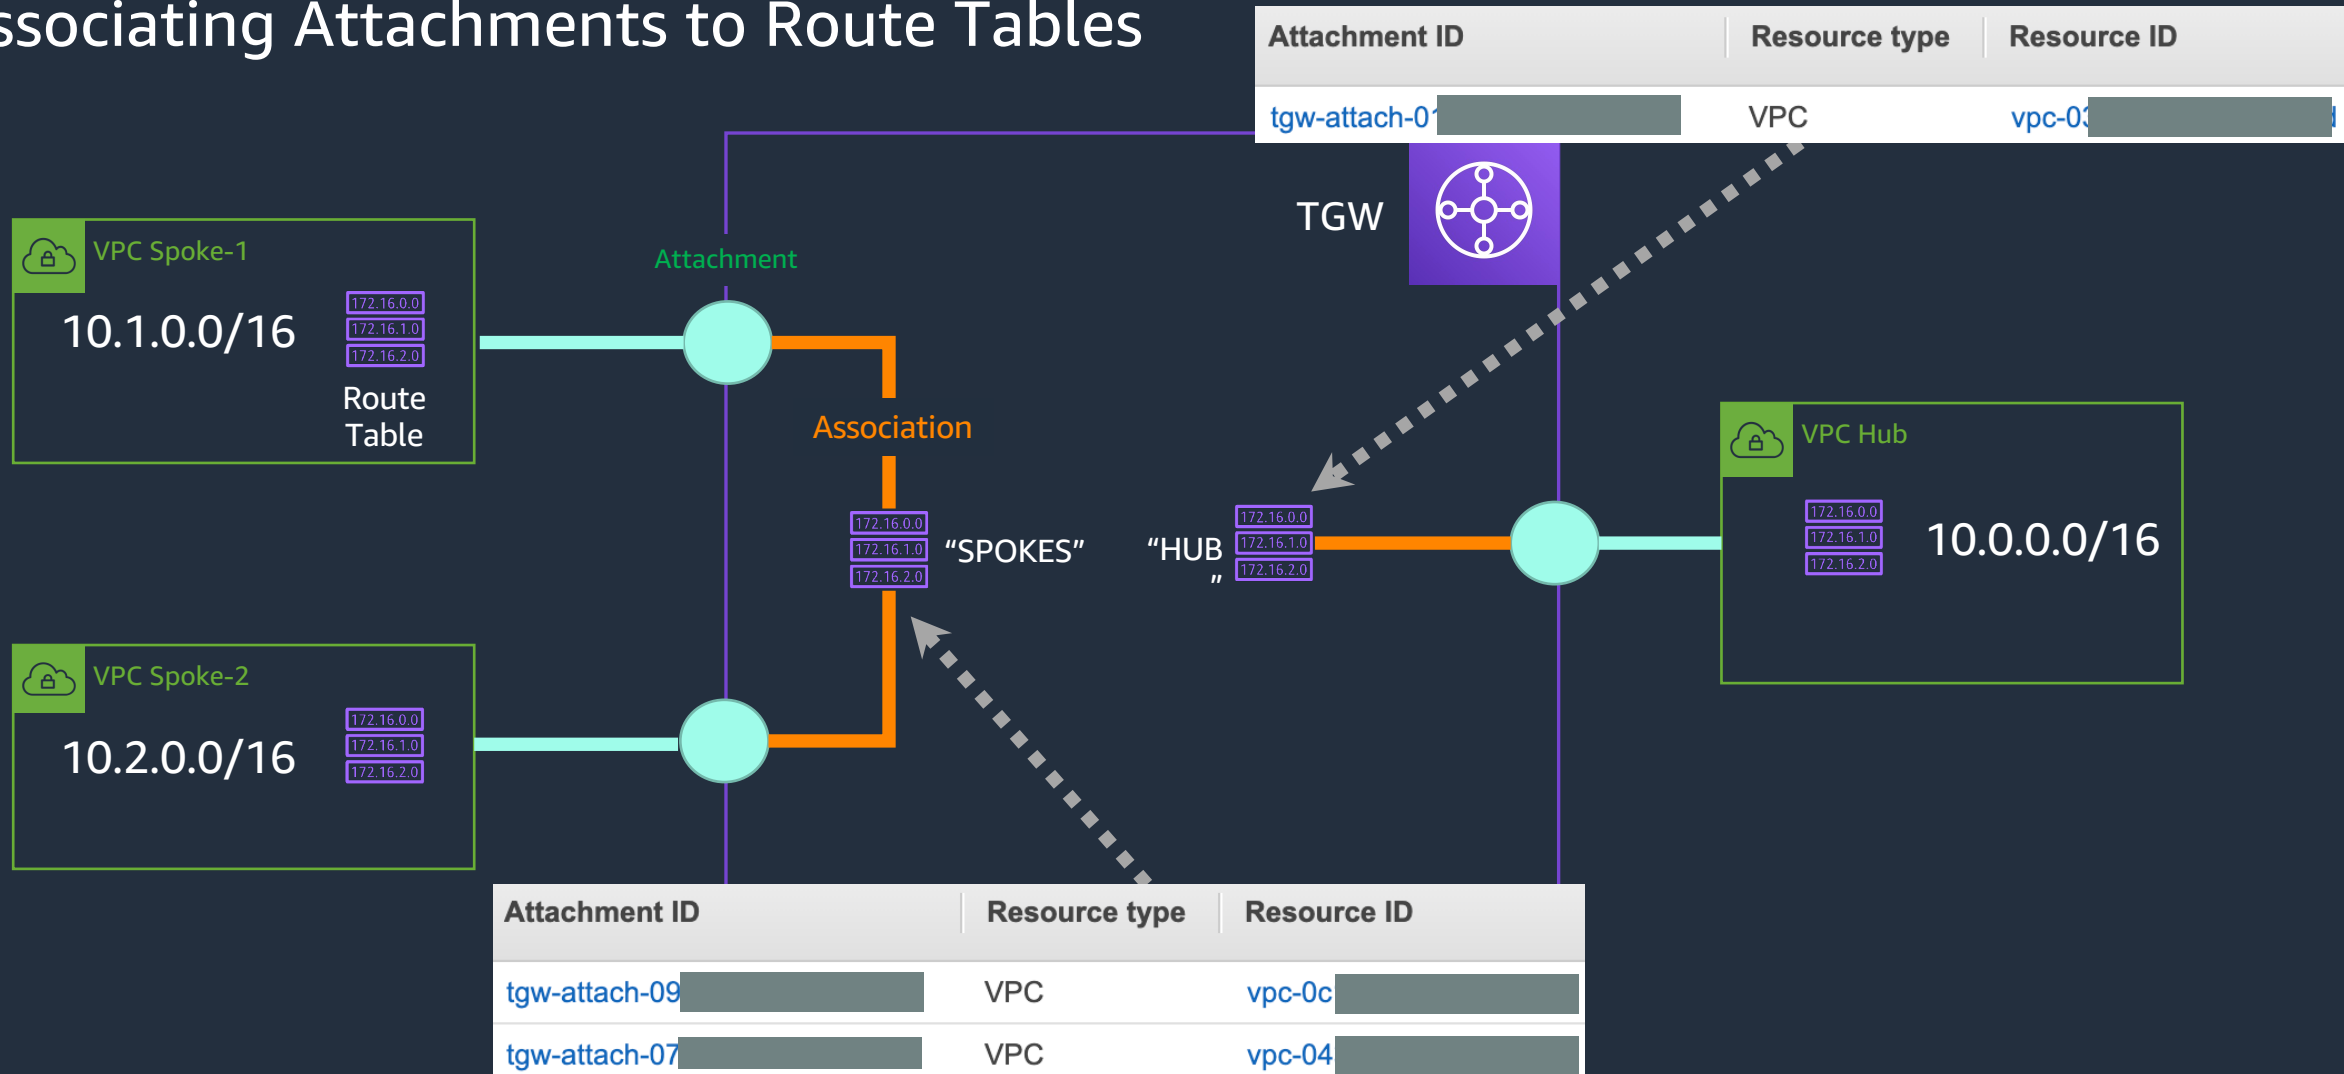 ssociating Attachments to Route Tables
Attachment ID Resource type Resource ID
tgw-attach-01 VPC vpc-03
TGW
VPC Spoke-1
10.1.0.0/16
172.16.0.0
172.16.1.0
172.16.2.0
Route
Table
Attachment
Association
172.16.0.0
172.16.1.0
172.16.2.0
“SPOKES”
“HUB
”
172.16.0.0
172.16.1.0
172.16.2.0
VPC Hub
172.16.0.0
172.16.1.0
172.16.2.0
10.0.0.0/16
VPC Spoke-2
10.2.0.0/16
172.16.0.0
172.16.1.0
172.16.2.0
Attachment ID Resource type Resource ID
tgw-attach-09 VPC vpc-0c
tgw-attach-07 VPC vpc-04